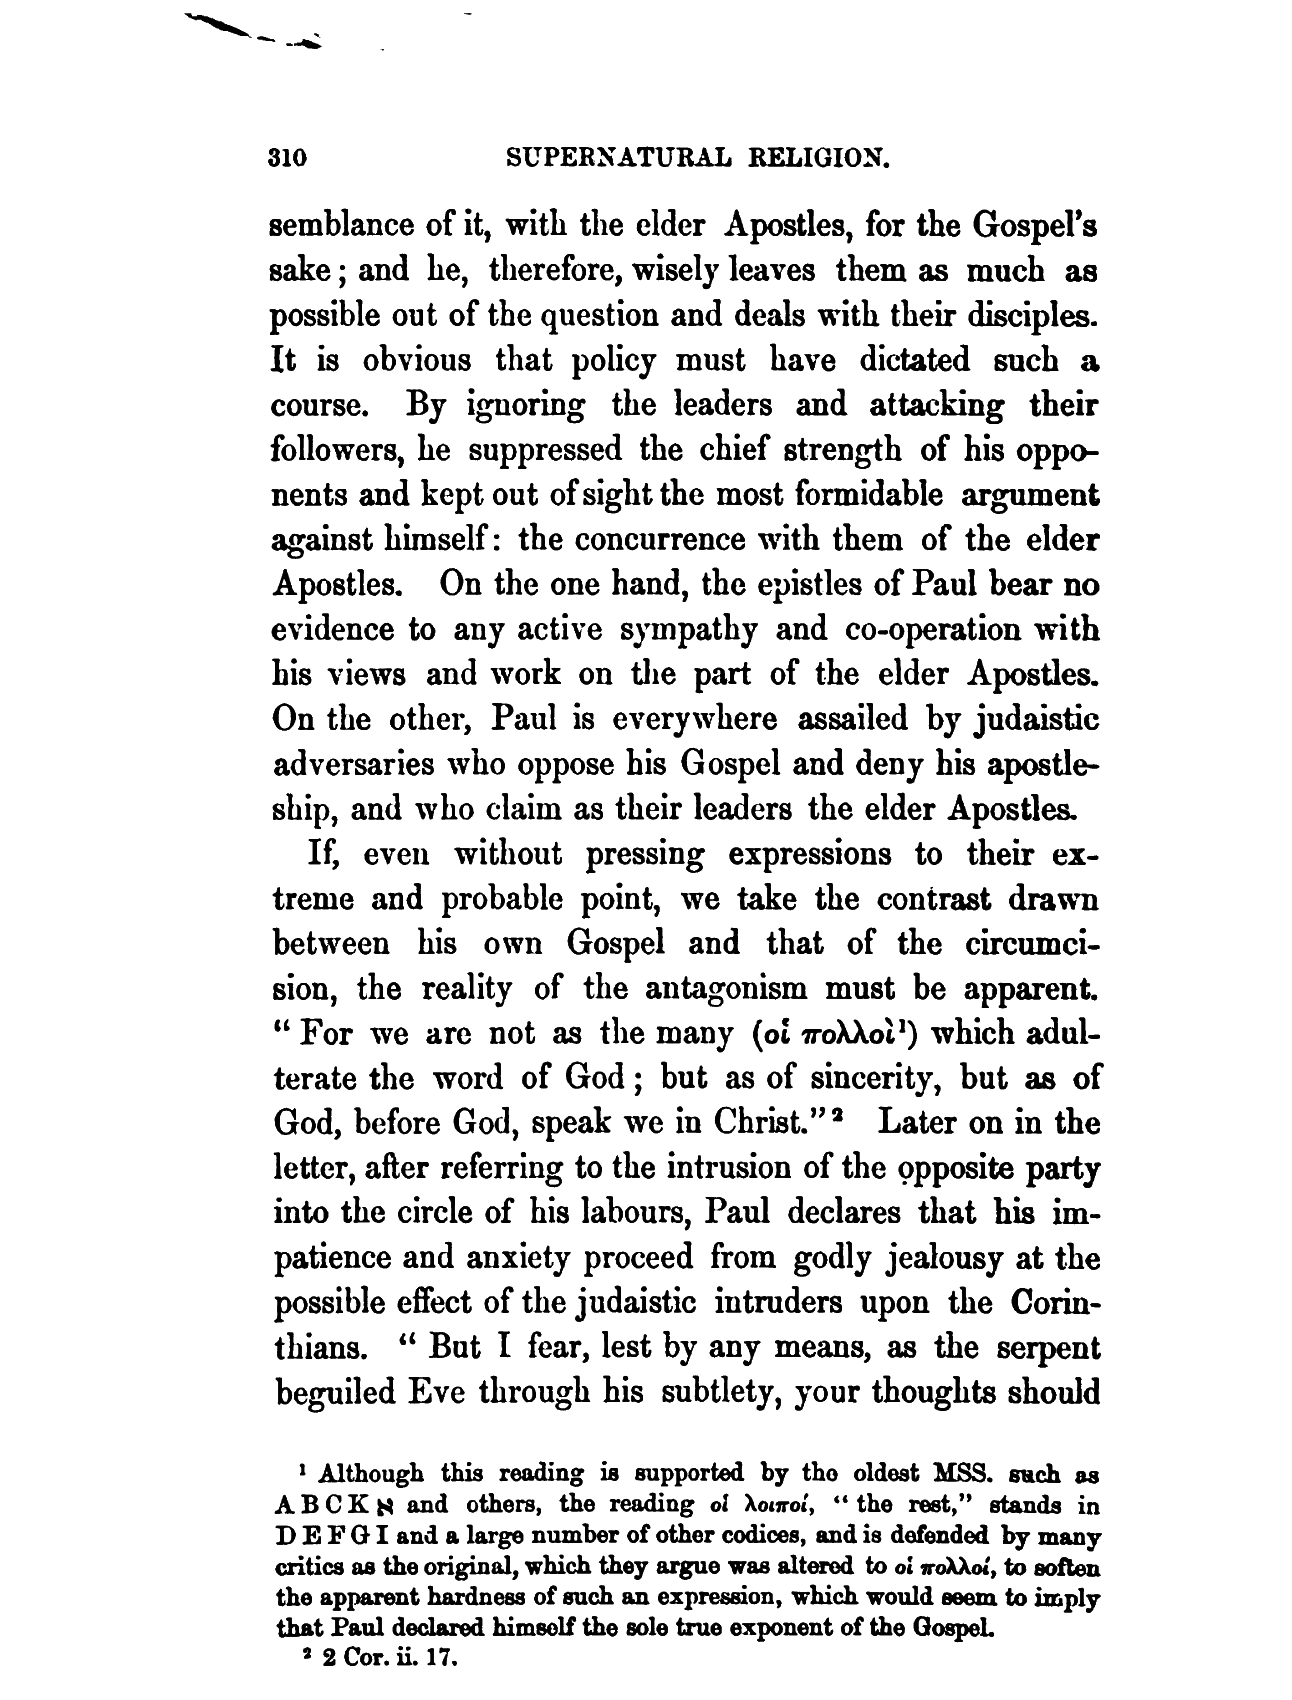 310 SUPERNATURAL RELIGION.
semblance of it, with the elder Apostles, for the Gospel's
sake; and he, therefore, wisely leaves them as much as
possible out of the question and deals with their disciples.
It is obvious that policy must have dictated such a
course. By ignoring the leaders and attacking their
followers, he suppressed the chief strength of his oppo-
nents and kept out of sight the most formidable argument
against himself: the concurrence with them of the elder
Apostles. On the one hand, the epistles of Paul bear no
evidence to any active sympathy and co-operation with
his views and work on the part of the elder Apostles.
On the other, Paul is everywhere assailed by judaistic
adversaries who oppose his Gospel and deny his apostle-
ship, and who claim as their leaders the elder Apostles.
If, even without pressing expressions to their ex-
treme and probable point, we take the contrast drawn
between his own Gospel and that of the circumci-
sion, the reality of the antagonism must be apparent.
“For we are not as the many (οἱ πολλοὶ¹) which adul-
terate the word of God; but as of sincerity, but as of
God, before God, speak we in Christ.”² Later on in the
letter, after referring to the intrusion of the opposite party
into the circle of his labours, Paul declares that his im-
patience and anxiety proceed from godly jealousy at the
possible effect of the judaistic intruders upon the Corin-
thians. “But I fear, lest by any means, as the serpent
beguiled Eve through his subtlety, your thoughts should
¹ Although this reading is supported by the oldest MSS. such as
A B C K א and others, the reading οἱ λοιποί, “the rest,” stands in
D E F G I and a large number of other codices, and is defended by many
critics as the original, which they argue was altered to οἱ πολλοί, to soften
the apparent hardness of such an expression, which would seem to imply
that Paul declared himself the sole true exponent of the Gospel.
² 2 Cor. ii. 17.